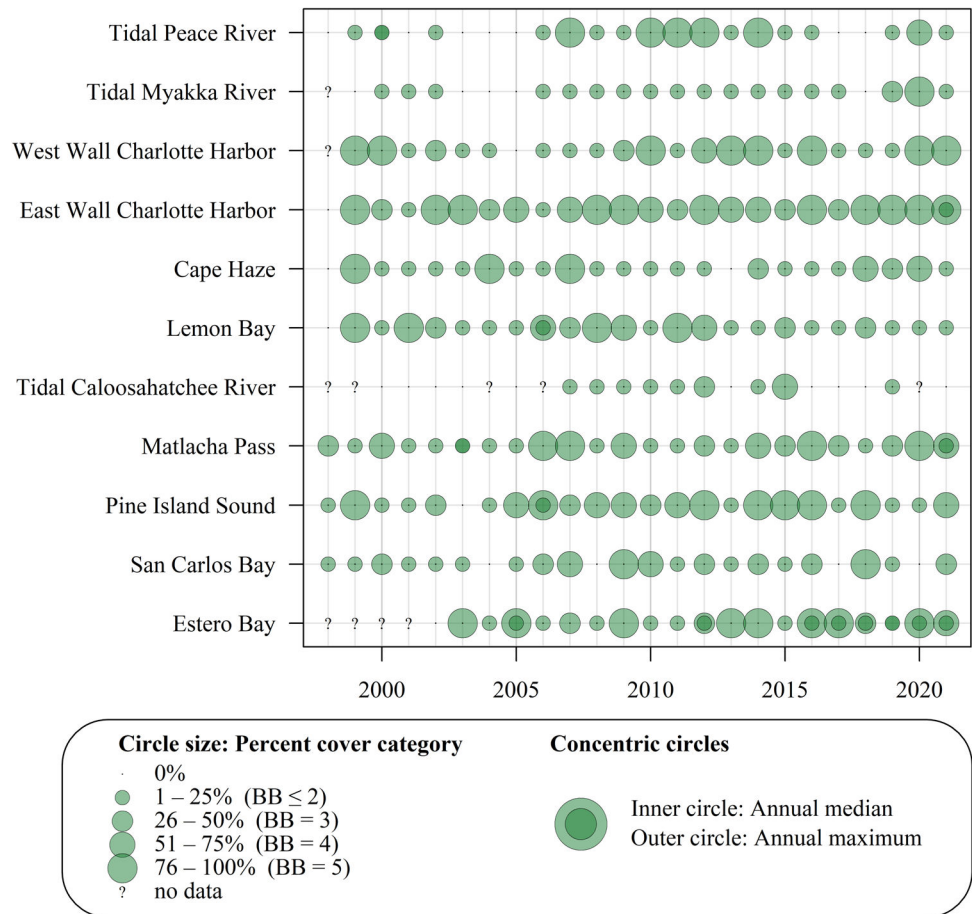 Tidal Peace River
Tidal Myakka River
?
West Wall Charlotte Harbor
?
East Wall Charlotte Harbor
Cape Haze
Lemon Bay
Tidal Caloosahatchee River
? ? ? ? ?
Matlacha Pass
Pine Island Sound
San Carlos Bay
Estero Bay
? ? ? ?
2000 2005 2010 2015 2020
Circle size: Percent cover category
0%
1 – 25% (BB ≤ 2)
26 – 50% (BB = 3)
51 – 75% (BB = 4)
76 – 100% (BB = 5)
? no data
Concentric circles
Inner circle: Annual median
Outer circle: Annual maximum